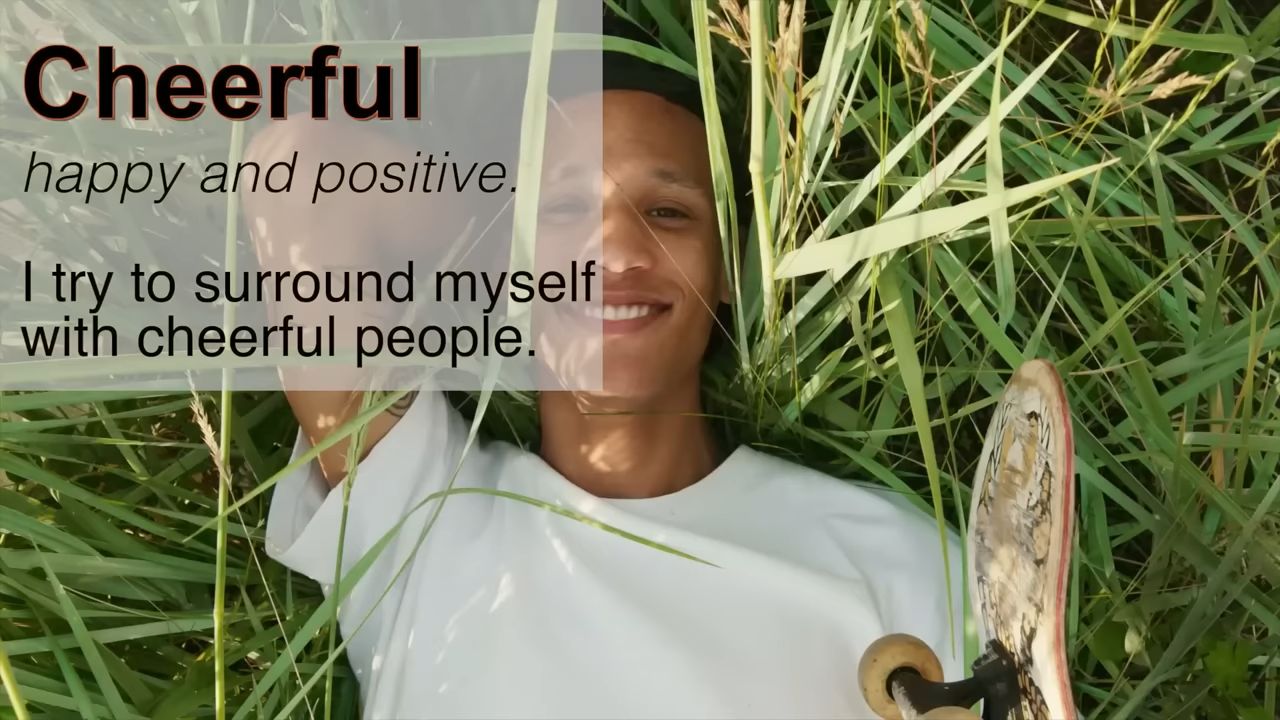 Cheerful
happy and positive.
I try to surround myself
with cheerful people.